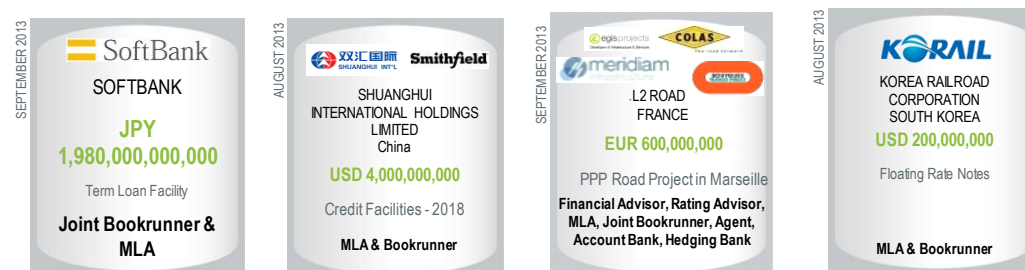 SEPTEMBER 2013
SoftBank
SOFTBANK
JPY
1,980,000,000,000
Term Loan Facility
Joint Bookrunner &
MLA
AUGUST 2013
双汇国际
SHUANGHUI INT'L
Smithfield
SHUANGHUI
INTERNATIONAL HOLDINGS
LIMITED
China
USD 4,000,000,000
Credit Facilities - 2018
MLA & Bookrunner
SEPTEMBER 2013
egis projects
COLAS
meridiam
infrastructure
.L2 ROAD
FRANCE
EUR 600,000,000
PPP Road Project in Marseille
Financial Advisor, Rating Advisor,
MLA, Joint Bookrunner, Agent,
Account Bank, Hedging Bank
AUGUST 2013
KORAIL
KOREA RAILROAD
CORPORATION
SOUTH KOREA
USD 200,000,000
Floating Rate Notes
MLA & Bookrunner